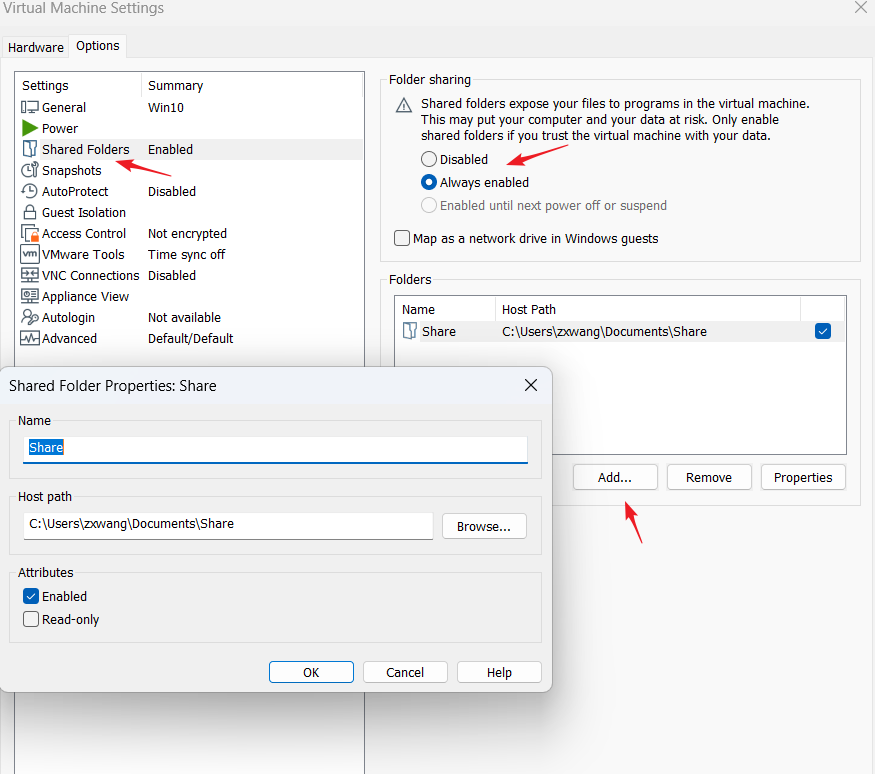 Virtual Machine Settings
Hardware Options
Settings Summary
General Win10
Power
Shared Folders Enabled
Snapshots
AutoProtect Disabled
Guest Isolation
Access Control Not encrypted
vm VMware Tools Time sync off
VNC Connections Disabled
Appliance View
Autologin Not available
Advanced Default/Default
Folder sharing
Shared folders expose your files to programs in the virtual machine.
This may put your computer and your data at risk. Only enable
shared folders if you trust the virtual machine with your data.
Disabled
Always enabled
Enabled until next power off or suspend
Map as a network drive in Windows guests
Folders
Name Host Path
Share C:\Users\zxwang\Documents\Share
Add... Remove Properties
Shared Folder Properties: Share
Name
Share
Host path
C:\Users\zxwang\Documents\Share Browse...
Attributes
Enabled
Read-only
OK Cancel Help